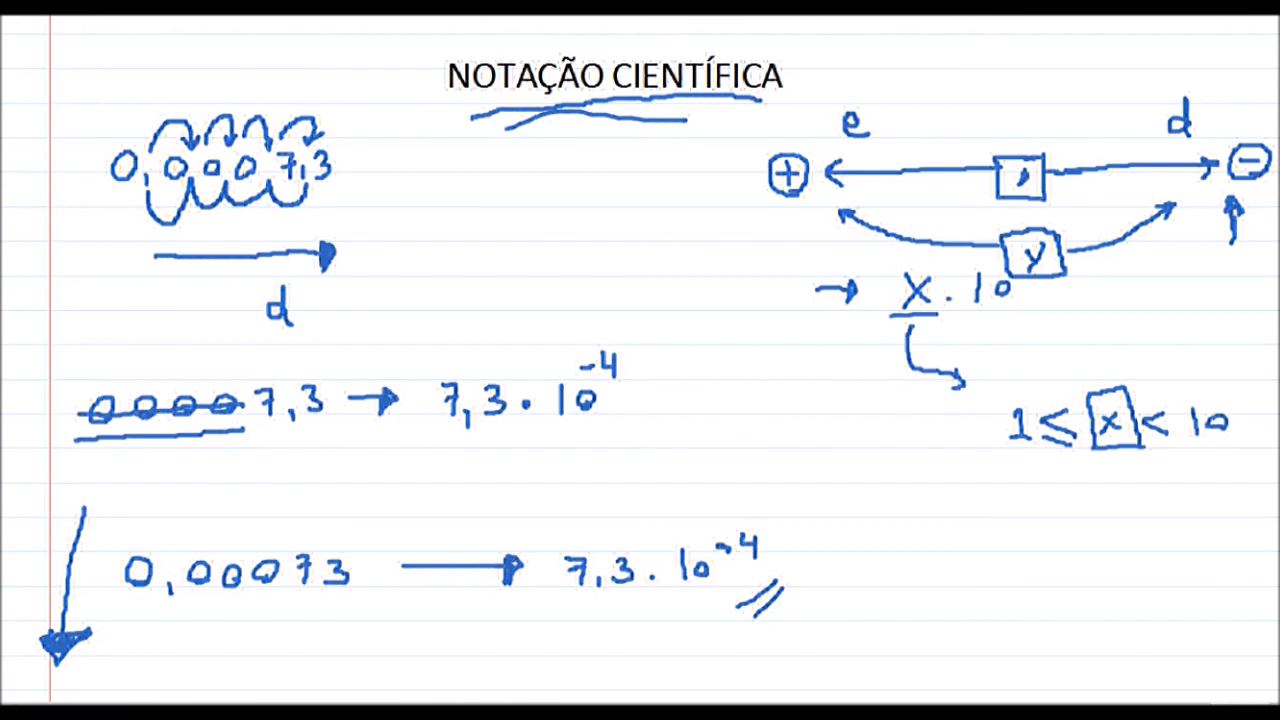 NOTAÇÃO CIENTÍFICA
e d
0,0007,3
+ , −
y
d
→ X . 10
00007,3 → 7,3 . 10⁻⁴
1 ≤ x < 10
0,00073 → 7,3 . 10⁻⁴